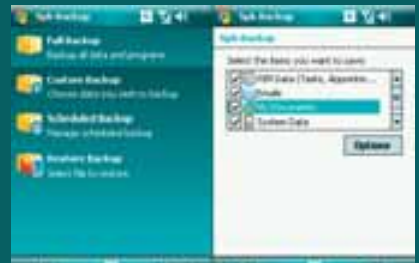 Spb Backup
Full Backup
Backup all data and programs
Custom Backup
Choose data you want to backup
Scheduled Backup
Manage scheduled backup
Restore Backup
Select file to restore
Spb Backup
Spb Backup
Select the items you want to save:
PIM Data (Tasks, Appointm...
Emails
My Documents
System Data
Options